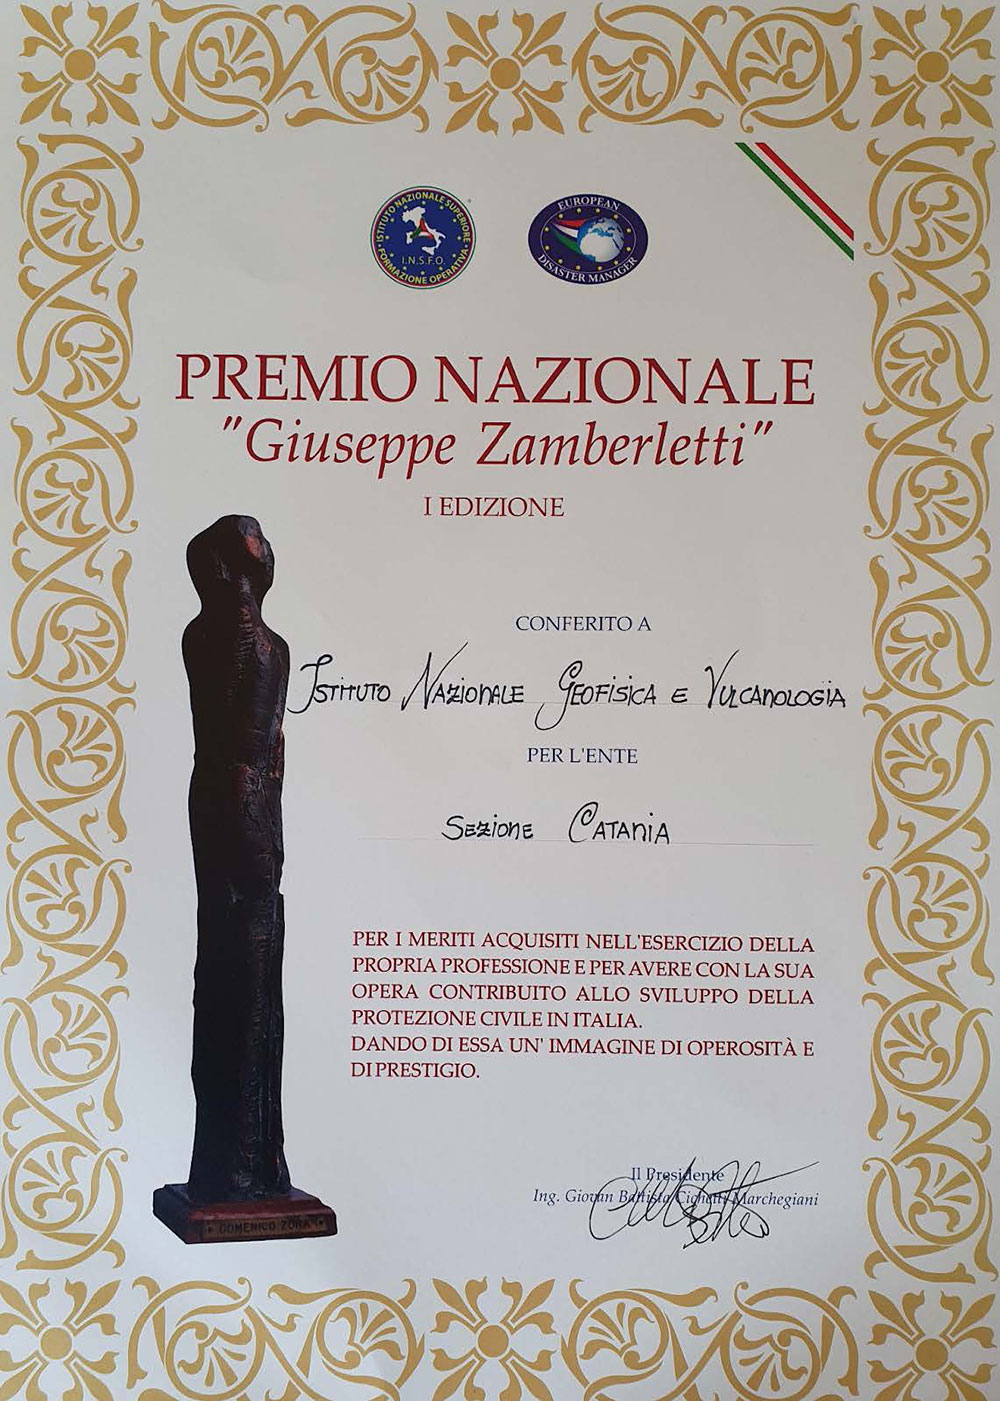 ISTITUTO NAZIONALE SUPERIORE
FORMAZIONE OPERATIVA
I.N.S.F.O.
EUROPEAN
DISASTER MANAGER
PREMIO NAZIONALE
"Giuseppe Zamberletti"
I EDIZIONE
CONFERITO A
ISTITUTO NAZIONALE GEOFISICA E VULCANOLOGIA
PER L'ENTE
SEZIONE CATANIA
PER I MERITI ACQUISITI NELL'ESERCIZIO DELLA
PROPRIA PROFESSIONE E PER AVERE CON LA SUA
OPERA CONTRIBUITO ALLO SVILUPPO DELLA
PROTEZIONE CIVILE IN ITALIA.
DANDO DI ESSA UN' IMMAGINE DI OPEROSITÀ E
DI PRESTIGIO.
Il Presidente
Ing. Giovan Battista Marchegiani
DOMENICO ZORA